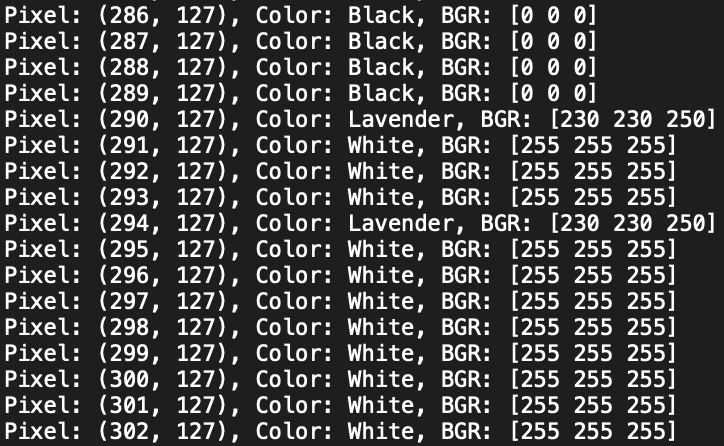 Pixel: (286, 127), Color: Black, BGR: [0 0 0]
Pixel: (287, 127), Color: Black, BGR: [0 0 0]
Pixel: (288, 127), Color: Black, BGR: [0 0 0]
Pixel: (289, 127), Color: Black, BGR: [0 0 0]
Pixel: (290, 127), Color: Lavender, BGR: [230 230 250]
Pixel: (291, 127), Color: White, BGR: [255 255 255]
Pixel: (292, 127), Color: White, BGR: [255 255 255]
Pixel: (293, 127), Color: White, BGR: [255 255 255]
Pixel: (294, 127), Color: Lavender, BGR: [230 230 250]
Pixel: (295, 127), Color: White, BGR: [255 255 255]
Pixel: (296, 127), Color: White, BGR: [255 255 255]
Pixel: (297, 127), Color: White, BGR: [255 255 255]
Pixel: (298, 127), Color: White, BGR: [255 255 255]
Pixel: (299, 127), Color: White, BGR: [255 255 255]
Pixel: (300, 127), Color: White, BGR: [255 255 255]
Pixel: (301, 127), Color: White, BGR: [255 255 255]
Pixel: (302, 127), Color: White, BGR: [255 255 255]